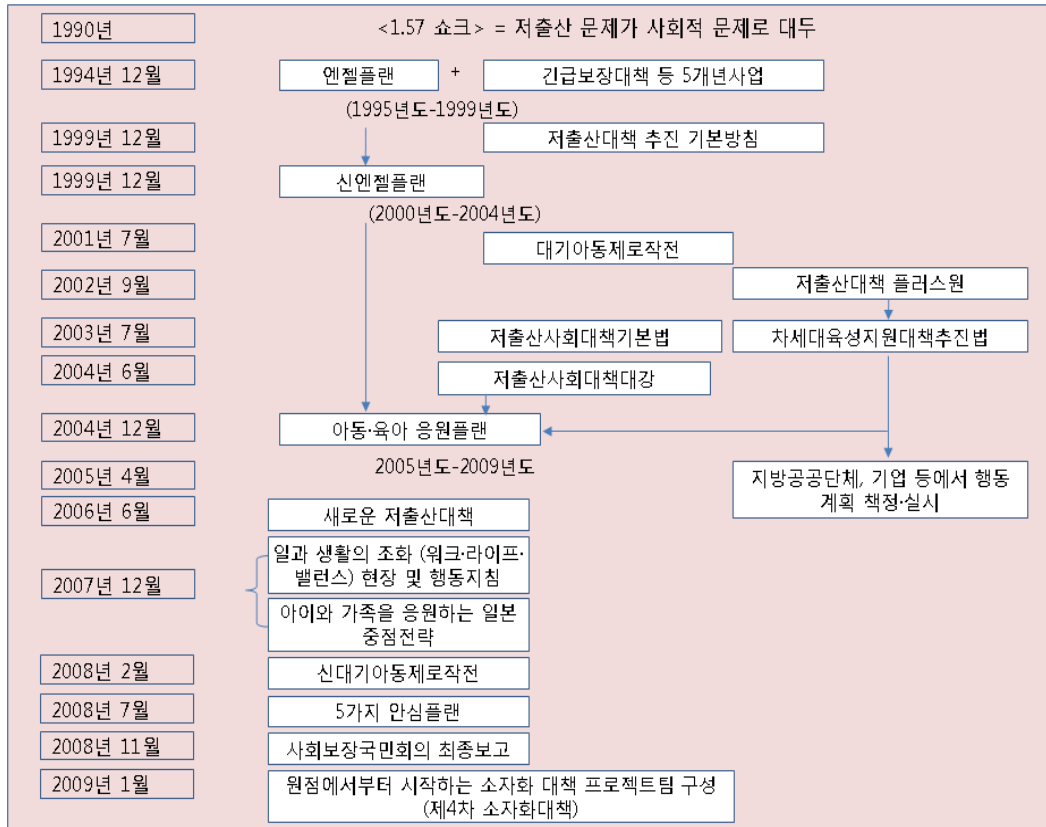 1990년
<1.57 쇼크> = 저출산 문제가 사회적 문제로 대두
1994년 12월
엔젤플랜
+
긴급보장대책 등 5개년사업
(1995년도-1999년도)
1999년 12월
저출산대책 추진 기본방침
1999년 12월
신엔젤플랜
(2000년도-2004년도)
2001년 7월
대기아동제로작전
2002년 9월
저출산대책 플러스원
2003년 7월
저출산사회대책기본법
차세대육성지원대책추진법
2004년 6월
저출산사회대책대강
2004년 12월
아동·육아 응원플랜
2005년도-2009년도
2005년 4월
지방공공단체, 기업 등에서 행동
계획 책정·실시
2006년 6월
새로운 저출산대책
2007년 12월
일과 생활의 조화 (워크·라이프·
밸런스) 현장 및 행동지침
아이와 가족을 응원하는 일본
중점전략
2008년 2월
신대기아동제로작전
2008년 7월
5가지 안심플랜
2008년 11월
사회보장국민회의 최종보고
2009년 1월
원점에서부터 시작하는 소자화 대책 프로젝트팀 구성
(제4차 소자화대책)